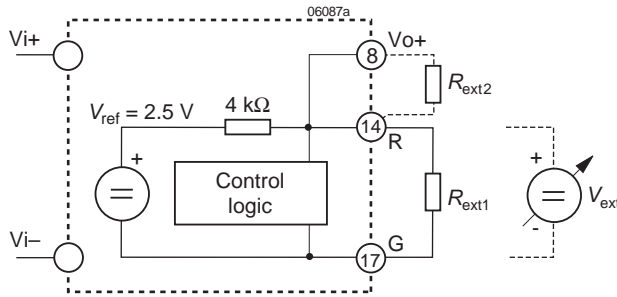 06087a
Vi+
8
Vo+
Vref = 2.5 V
4 kΩ
Rext2
14
R
+
+
Control
logic
Rext1
Vext
-
Vi–
G
17